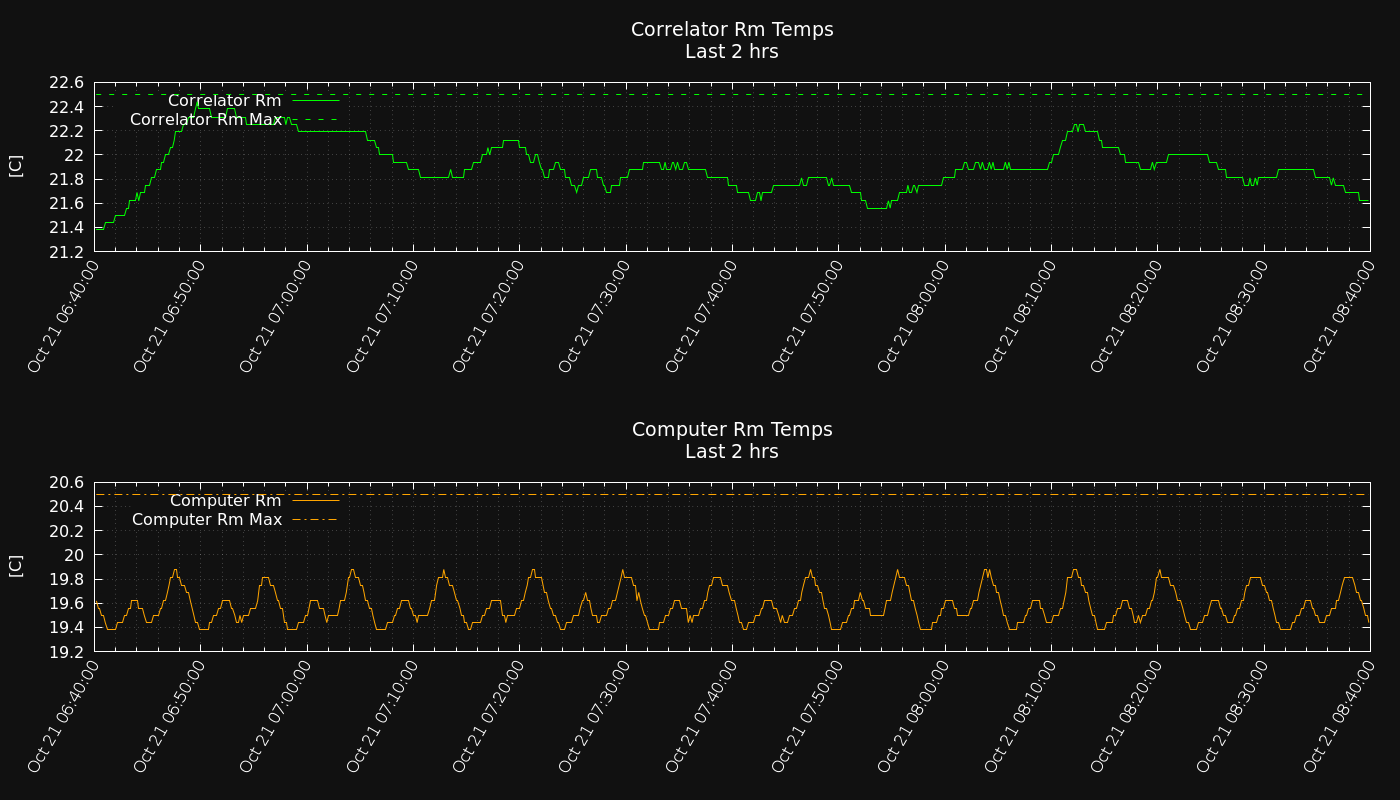 Correlator Rm Temps
Last 2 hrs
[C]
22.6
22.4
22.2
22
21.8
21.6
21.4
21.2
Correlator Rm
Correlator Rm Max
Oct 21 06:40:00
Oct 21 06:50:00
Oct 21 07:00:00
Oct 21 07:10:00
Oct 21 07:20:00
Oct 21 07:30:00
Oct 21 07:40:00
Oct 21 07:50:00
Oct 21 08:00:00
Oct 21 08:10:00
Oct 21 08:20:00
Oct 21 08:30:00
Oct 21 08:40:00
Computer Rm Temps
Last 2 hrs
[C]
20.6
20.4
20.2
20
19.8
19.6
19.4
19.2
Computer Rm
Computer Rm Max
Oct 21 06:40:00
Oct 21 06:50:00
Oct 21 07:00:00
Oct 21 07:10:00
Oct 21 07:20:00
Oct 21 07:30:00
Oct 21 07:40:00
Oct 21 07:50:00
Oct 21 08:00:00
Oct 21 08:10:00
Oct 21 08:20:00
Oct 21 08:30:00
Oct 21 08:40:00